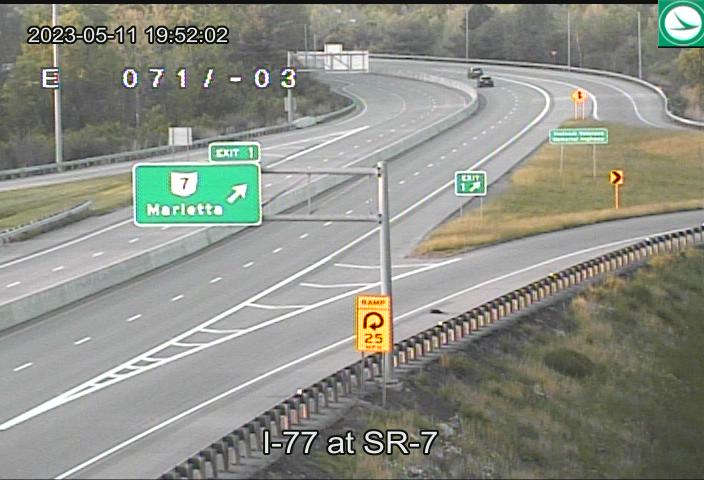 2023-05-11 19:52:02
E 071/-03
EXIT 1
7
Marietta
EXIT
1
RAMP
25
MPH
I-77 at SR-7